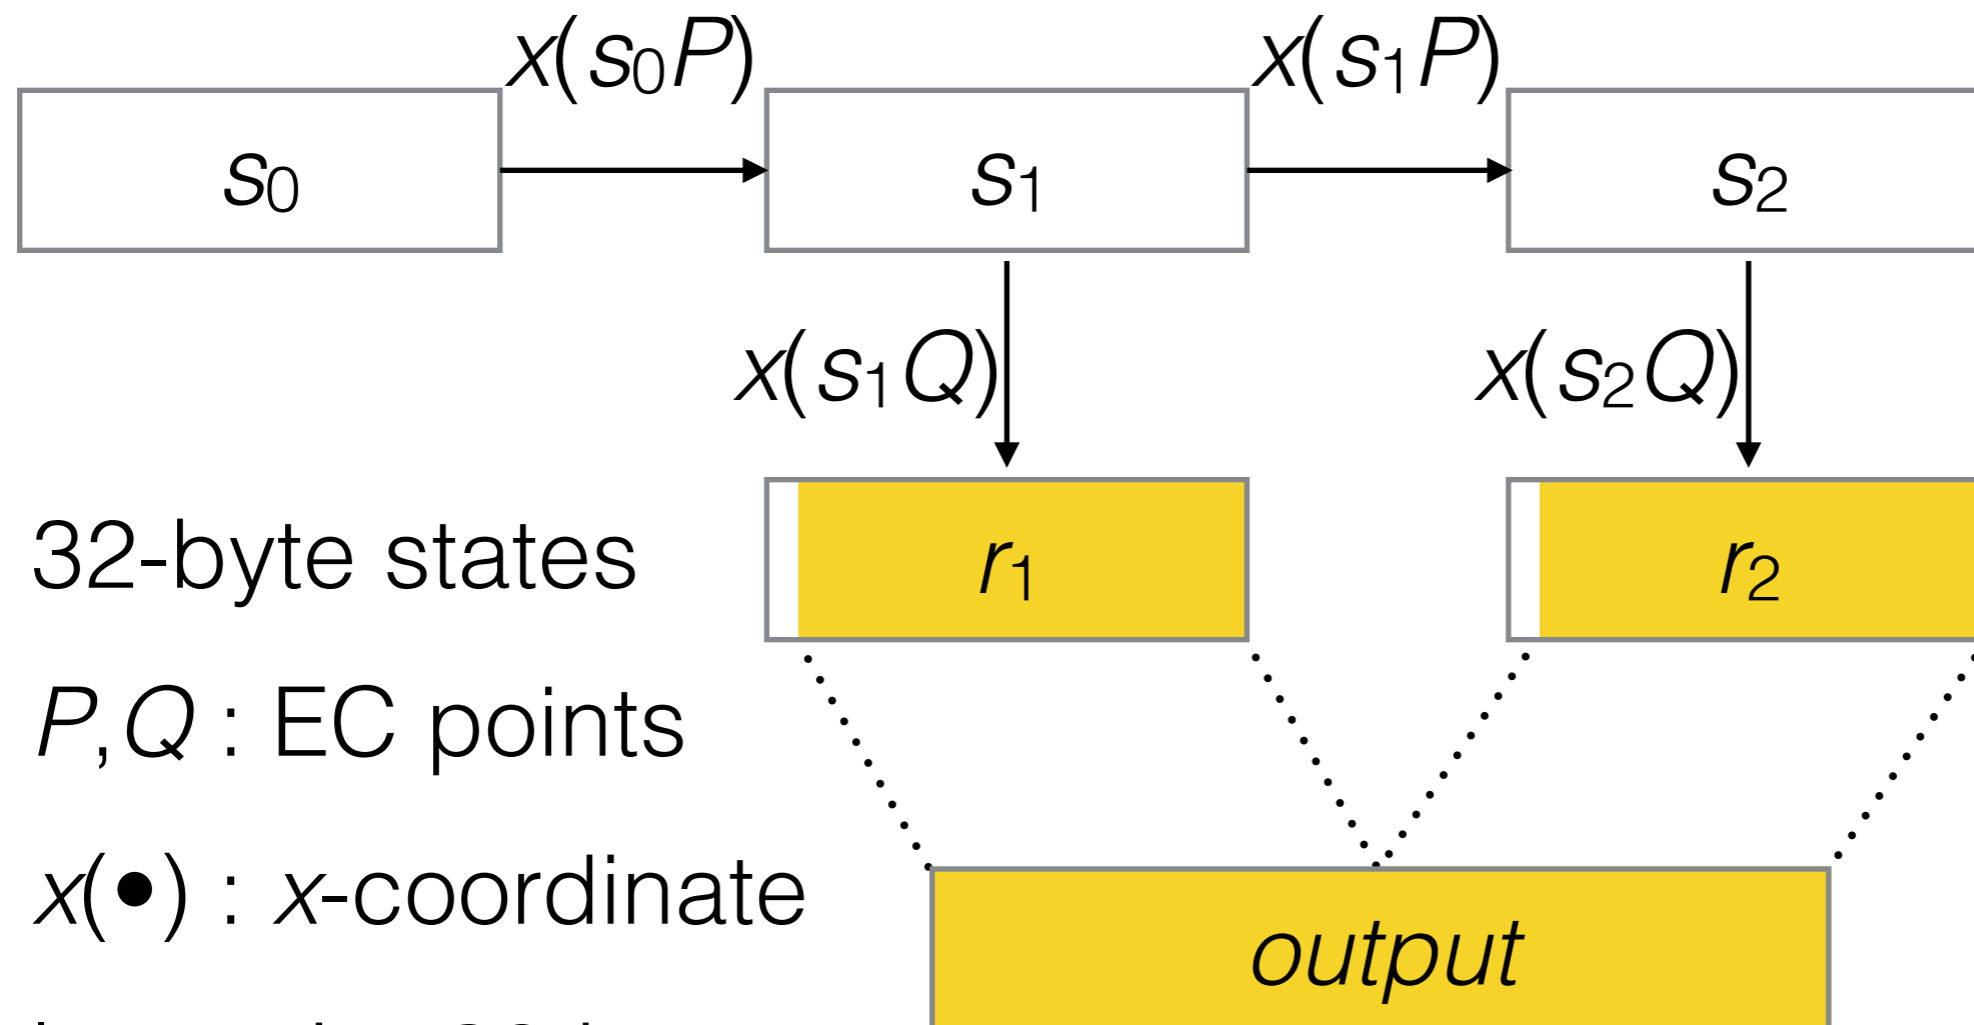 x(s₀P) x(s₁P)
s₀ s₁ s₂
x(s₁Q) x(s₂Q)
32-byte states
r₁ r₂
P,Q : EC points
x(•) : x-coordinate
output